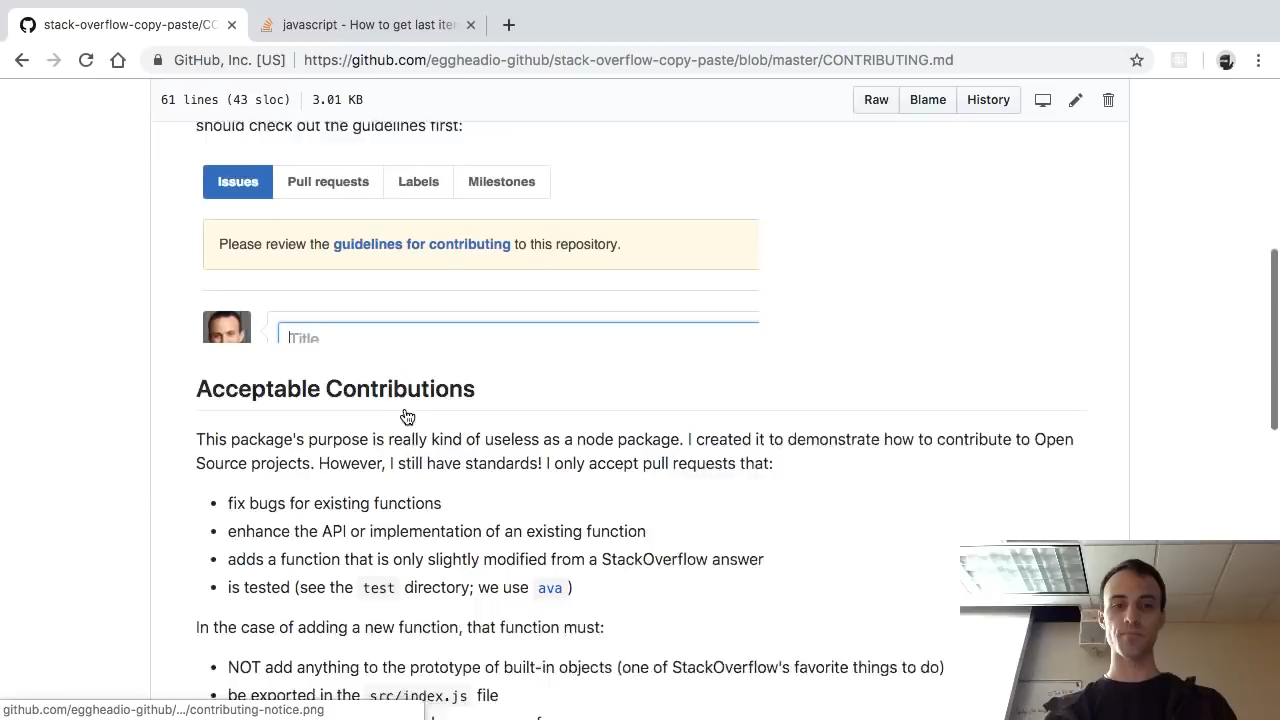 stack-overflow-copy-paste/CO
javascript - How to get last iter
GitHub, Inc. [US]
https://github.com/eggheadio-github/stack-overflow-copy-paste/blob/master/CONTRIBUTING.md
61 lines (43 sloc)
3.01 KB
Raw
Blame
History
should check out the guidelines first:
Issues
Pull requests
Labels
Milestones
Please review the guidelines for contributing to this repository.
Title
Acceptable Contributions
This package's purpose is really kind of useless as a node package. I created it to demonstrate how to contribute to Open
Source projects. However, I still have standards! I only accept pull requests that:
• fix bugs for existing functions
• enhance the API or implementation of an existing function
• adds a function that is only slightly modified from a StackOverflow answer
• is tested (see the test directory; we use ava )
In the case of adding a new function, that function must:
• NOT add anything to the prototype of built-in objects (one of StackOverflow's favorite things to do)
• be exported in the src/index.js file
github.com/eggheadio-github/.../contributing-notice.png